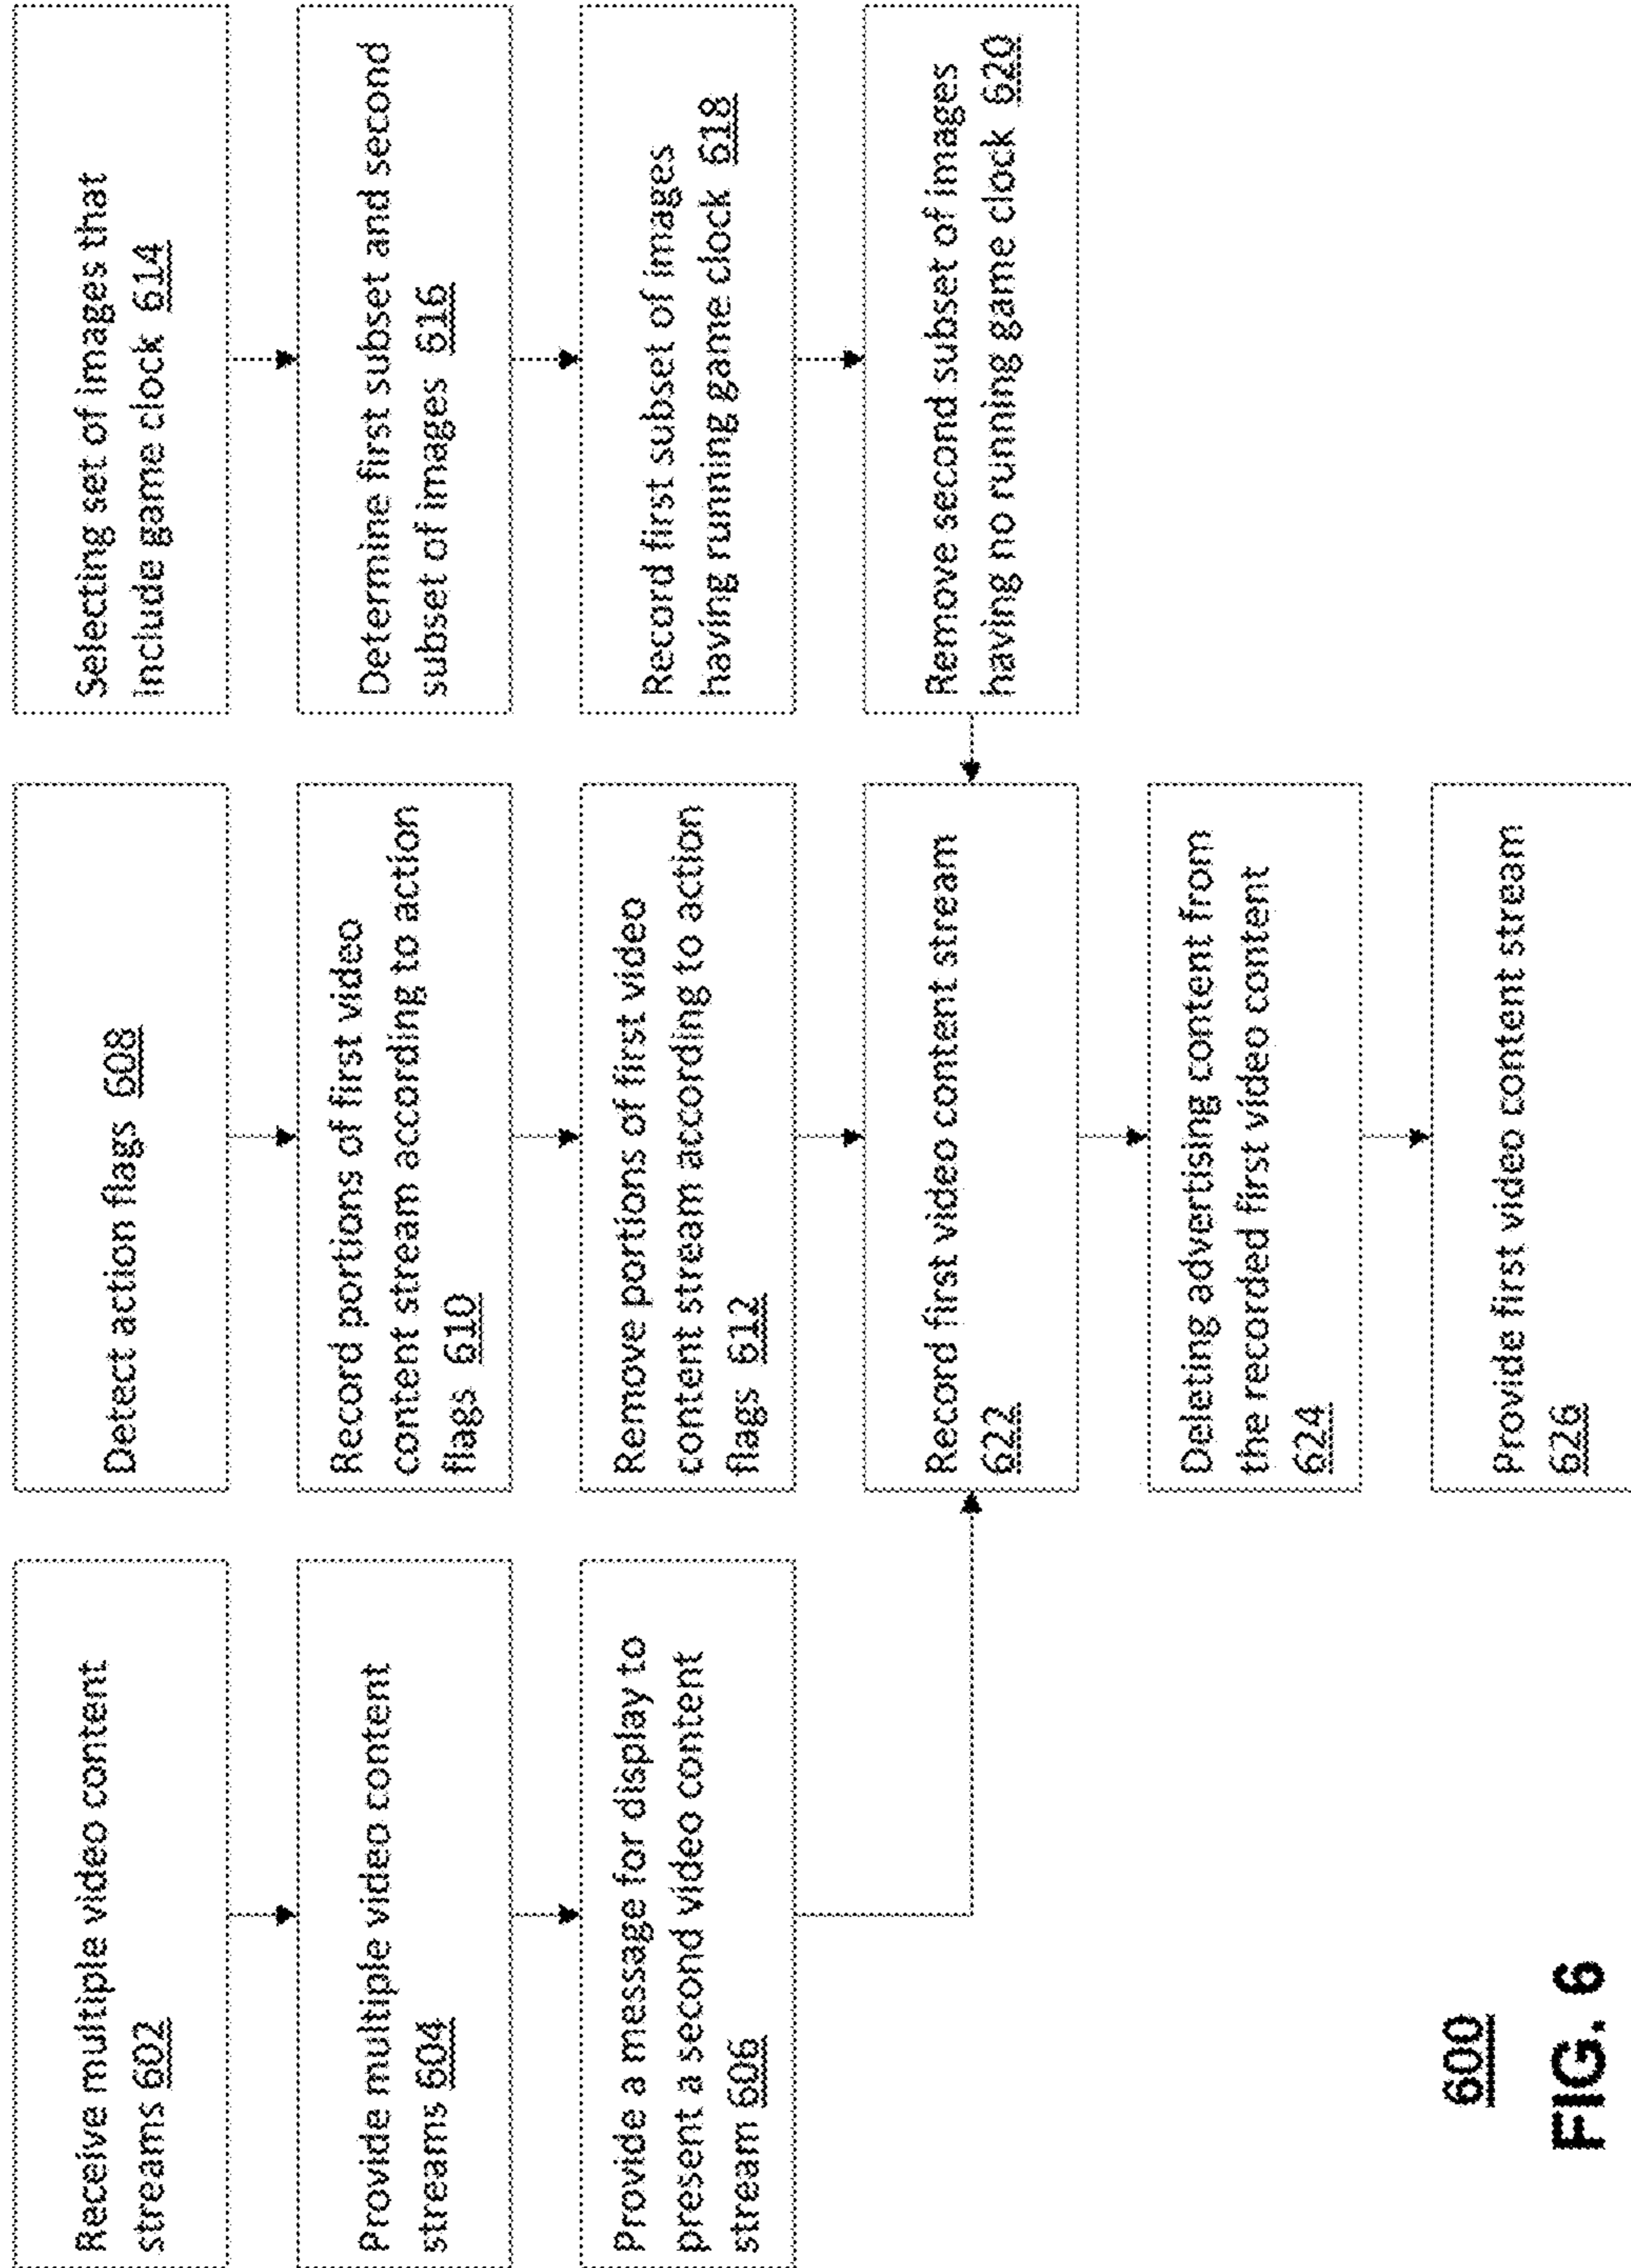 Receive multiple video content
streams 602
Provide multiple video content
streams 604
Provide a message for display to
present a second video content
stream 606
Detect action flags 608
Record portions of first video
content stream according to action
flags 610
Remove portions of first video
content stream according to action
flags 612
Record first video content stream
622
Deleting advertising content from
the recorded first video content
624
Provide first video content stream
626
Selecting set of images that
include game clock 614
Determine first subset and second
subset of images 616
Record first subset of images
having running game clock 618
Remove second subset of images
having no running game clock 620
600
FIG. 6